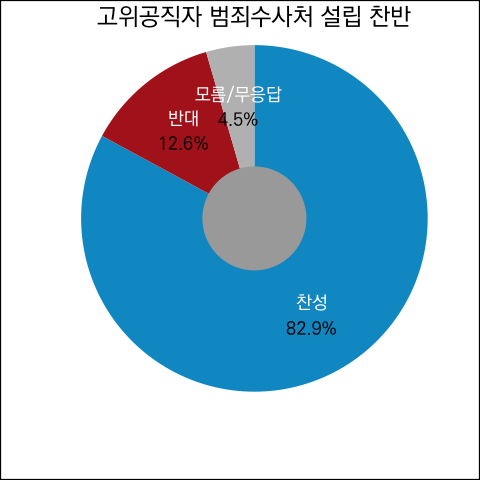 고위공직자 범죄수사처 설립 찬반
모름/무응답
4.5%
반대
12.6%
찬성
82.9%